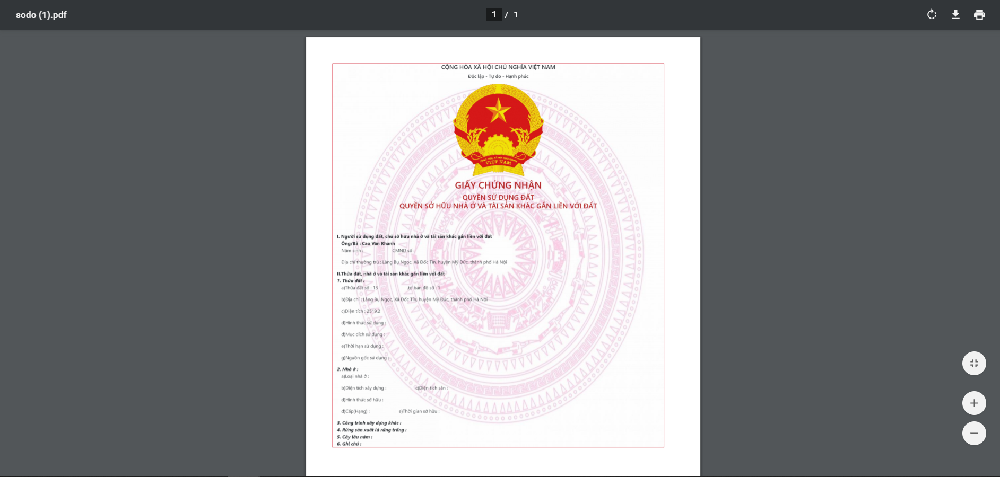 sodo (1).pdf
1 / 1
CỘNG HÒA XÃ HỘI CHỦ NGHĨA VIỆT NAM
Độc lập - Tự do - Hạnh phúc
CỘNG HÒA XÃ HỘI CHỦ NGHĨA
VIỆT NAM
GIẤY CHỨNG NHẬN
QUYỀN SỬ DỤNG ĐẤT
QUYỀN SỞ HỮU NHÀ Ở VÀ TÀI SẢN KHÁC GẮN LIỀN VỚI ĐẤT
I. Người sử dụng đất, chủ sở hữu nhà ở và tài sản khác gắn liền với đất
Ông/Bà : Cao Văn Khanh
Năm sinh : CMND số :
Địa chỉ thường trú : Làng Bụ Ngọc, Xã Đốc Tín, huyện Mỹ Đức, thành phố Hà Nội
II.Thửa đất, nhà ở và tài sản khác gắn liền với đất
1. Thửa đất :
a)Thửa đất số : 13 ,tờ bản đồ số : 1
b)Địa chỉ : Làng Bụ Ngọc, Xã Đốc Tín, huyện Mỹ Đức, thành phố Hà Nội
c)Diện tích : 2519.2
d)Hình thức sử dụng :
đ)Mục dích sử dụng :
e)Thời hạn sử dụng :
g)Nguồn gốc sử dụng :
2. Nhà ở :
a)Loại nhà ở :
b)Diện tích xây dựng : c)Diện tích sàn :
d)Hình thức sở hữu :
đ)Cấp(Hạng) : e)Thời gian sở hữu :
3. Công trình xây dựng khác :
4. Rừng sản xuất là rừng trồng :
5. Cây lâu năm :
6. Ghi chú :